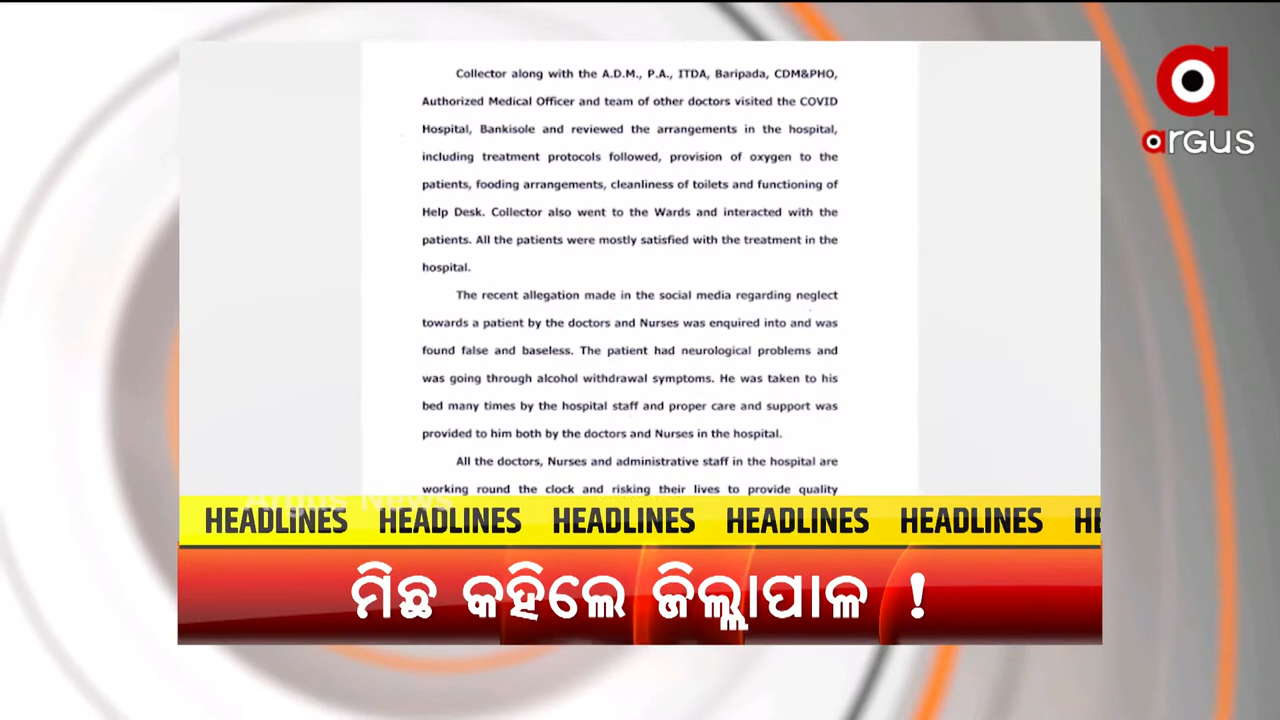 Collector along with the A.D.M., P.A., ITDA, Baripada, CDM&PHO,
Authorized Medical Officer and team of other doctors visited the COVID
Hospital, Bankisole and reviewed the arrangements in the hospital,
including treatment protocols followed, provision of oxygen to the
patients, fooding arrangements, cleanliness of toilets and functioning of
Help Desk. Collector also went to the Wards and interacted with the
patients. All the patients were mostly satisfied with the treatment in the
hospital.
The recent allegation made in the social media regarding neglect
towards a patient by the doctors and Nurses was enquired into and was
found false and baseless. The patient had neurological problems and
was going through alcohol withdrawal symptoms. He was taken to his
bed many times by the hospital staff and proper care and support was
provided to him both by the doctors and Nurses in the hospital.
All the doctors, Nurses and administrative staff in the hospital are
working round the clock and risking their lives to provide quality
argus
Argus News
HEADLINES HEADLINES HEADLINES HEADLINES HEADLINES HE
ମିଛ କହିଲେ ଜିଲ୍ଲାପାଳ !